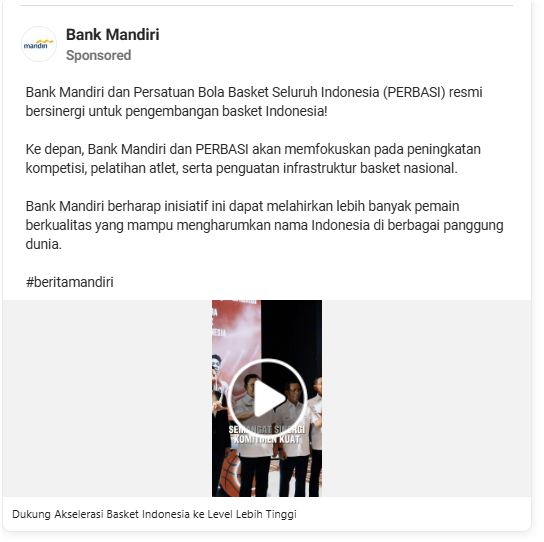 Bank Mandiri
mandiri
Sponsored
Bank Mandiri dan Persatuan Bola Basket Seluruh Indonesia (PERBASI) resmi
bersinergi untuk pengembangan basket Indonesia!
Ke depan, Bank Mandiri dan PERBASI akan memfokuskan pada peningkatan
kompetisi, pelatihan atlet, serta penguatan infrastruktur basket nasional.
Bank Mandiri berharap inisiatif ini dapat melahirkan lebih banyak pemain
berkualitas yang mampu mengharumkan nama Indonesia di berbagai panggung
dunia.
#beritamandiri
SEMANGAT SINERGI
KOMITMEN KUAT
Dukung Akselerasi Basket Indonesia ke Level Lebih Tinggi